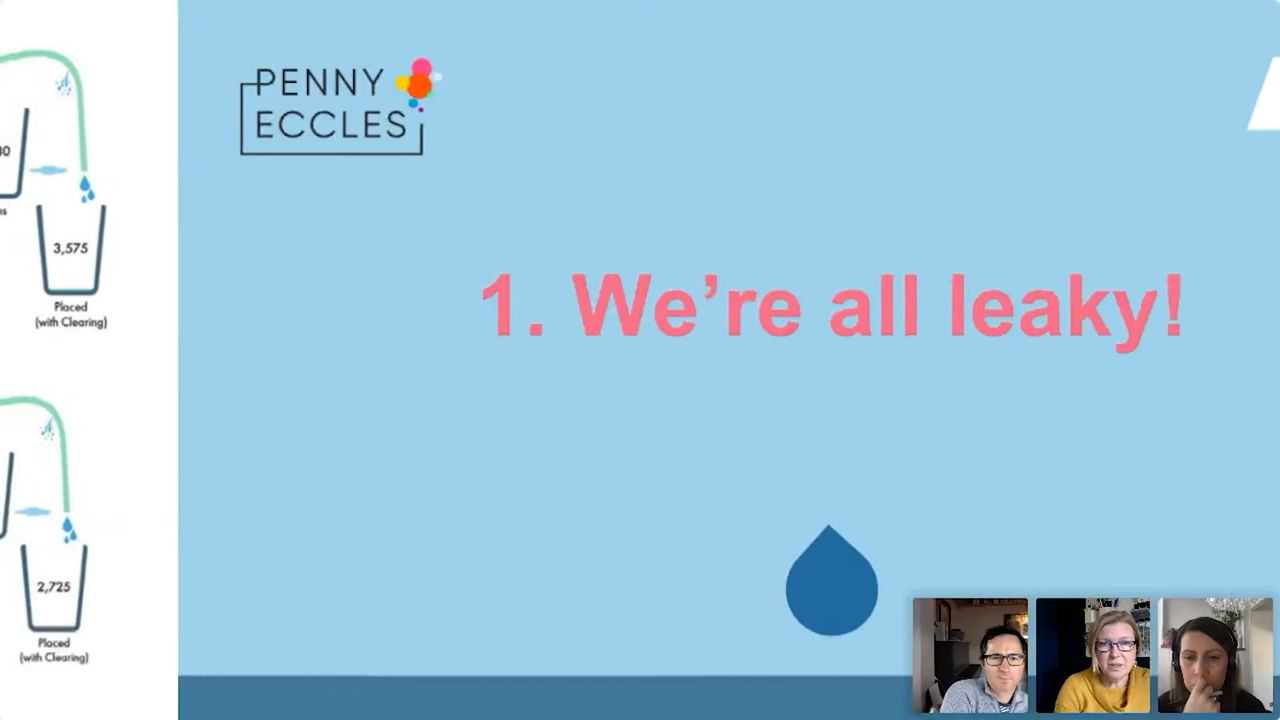 PENNY
ECCLES
1. We're all leaky!
3,575
Placed
(with Clearing)
2,725
Placed
(with Clearing)